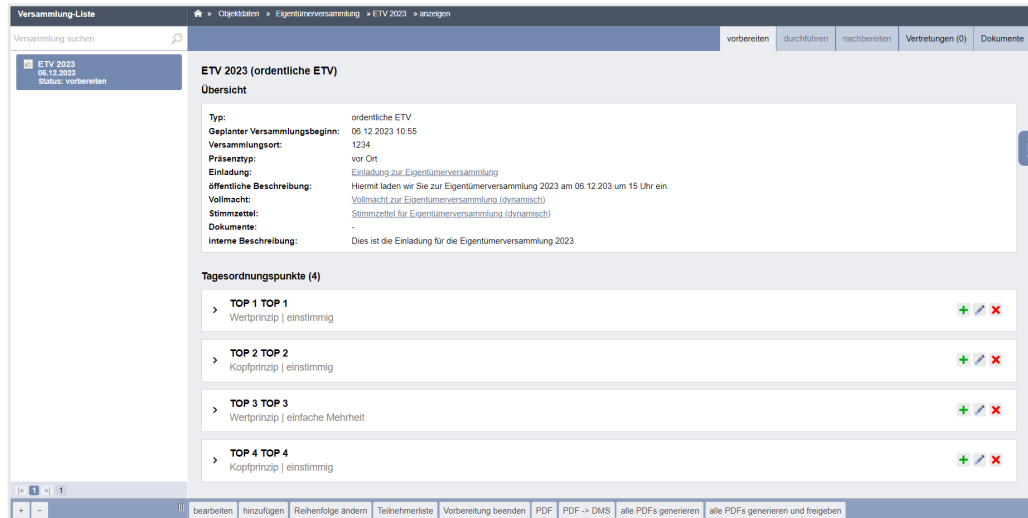 Versammlung-Liste
» Objektdaten » Eigentümerversammlung » ETV 2023 » anzeigen
Versammlung suchen
vorbereiten durchführen nachbereiten Vertretungen (0) Dokumente
ETV 2023
06.12.2023
Status: vorbereiten
ETV 2023 (ordentliche ETV)
Übersicht
Typ: ordentliche ETV
Geplanter Versammlungsbeginn: 06.12.2023 10:55
Versammlungsort: 1234
Präsenztyp: vor Ort
Einladung: Einladung zur Eigentümerversammlung
öffentliche Beschreibung: Hiermit laden wir Sie zur Eigentümerversammlung 2023 am 06.12.203 um 15 Uhr ein.
Vollmacht: Vollmacht zur Eigentümerversammlung (dynamisch)
Stimmzettel: Stimmzettel für Eigentümerversammlung (dynamisch)
Dokumente: -
interne Beschreibung: Dies ist die Einladung für die Eigentümerversammlung 2023.
Tagesordnungspunkte (4)
TOP 1 TOP 1
Wertprinzip | einstimmig
TOP 2 TOP 2
Kopfprinzip | einstimmig
TOP 3 TOP 3
Wertprinzip | einfache Mehrheit
TOP 4 TOP 4
Kopfprinzip | einstimmig
1 1
+ - bearbeiten hinzufügen Reihenfolge ändern Teilnehmerliste Vorbereitung beenden PDF PDF -> DMS alle PDFs generieren alle PDFs generieren und freigeben